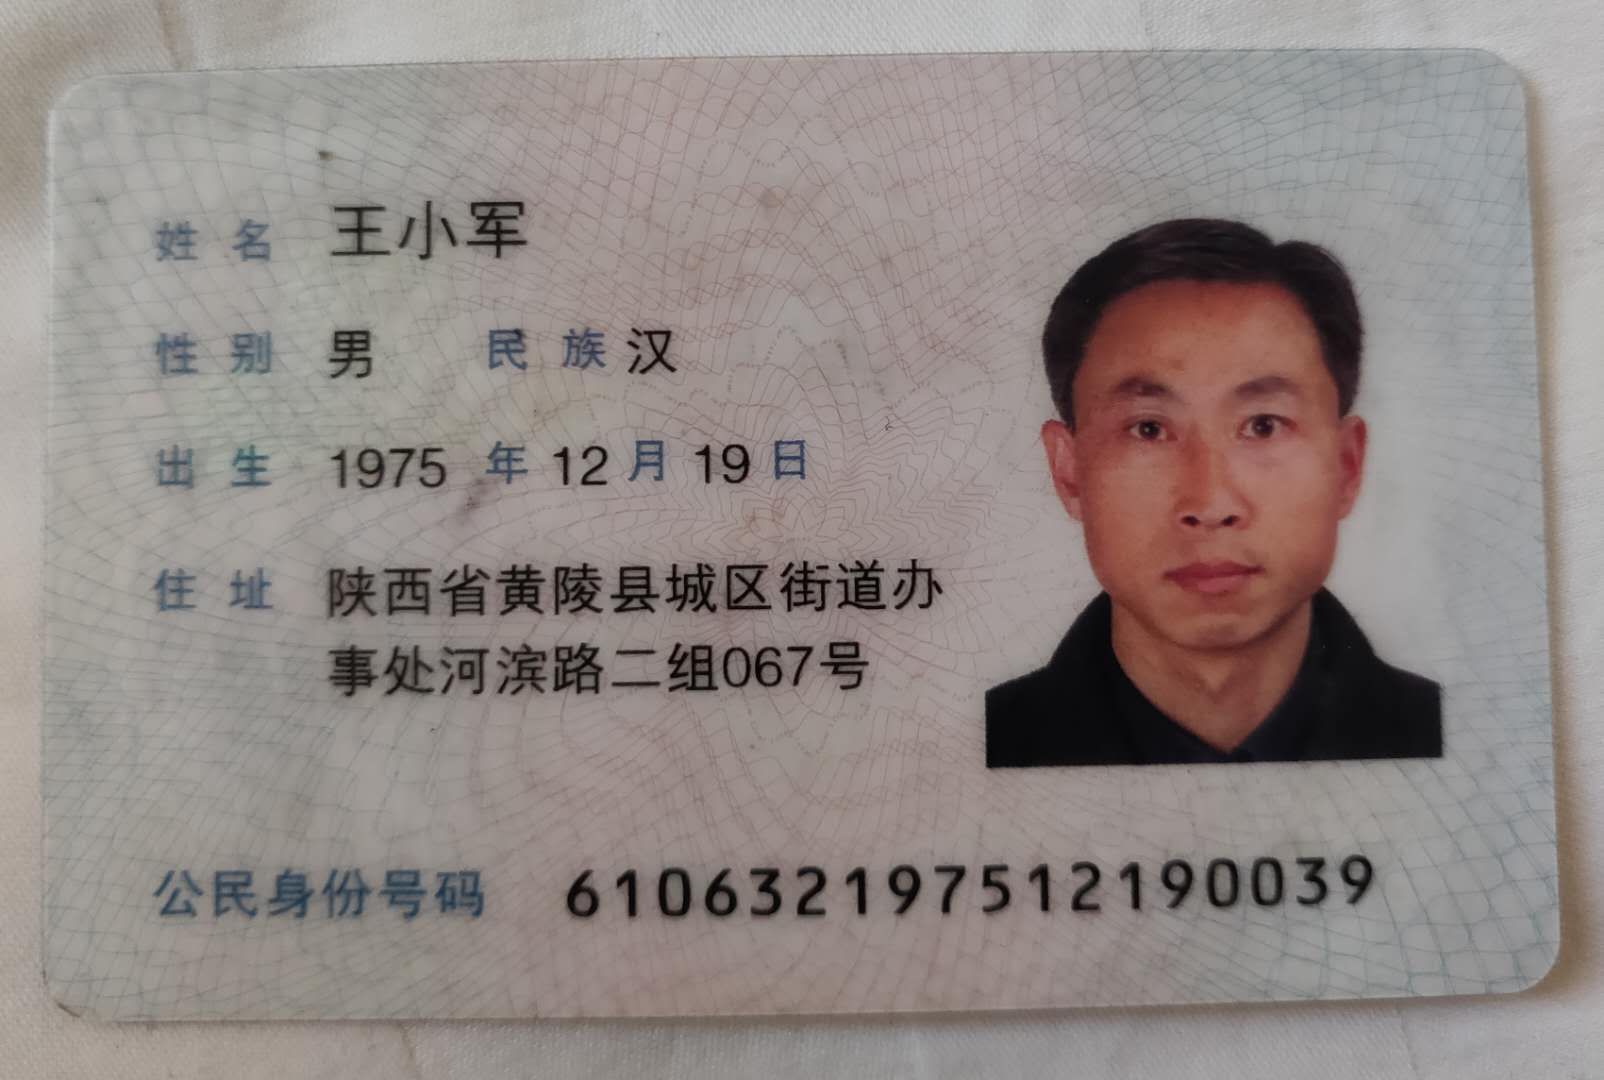 姓名 王小军
性别 男 民族 汉
出生 1975 年 12 月 19 日
住址 陕西省黄陵县城区街道办
事处河滨路二组067号
公民身份号码 610632197512190039